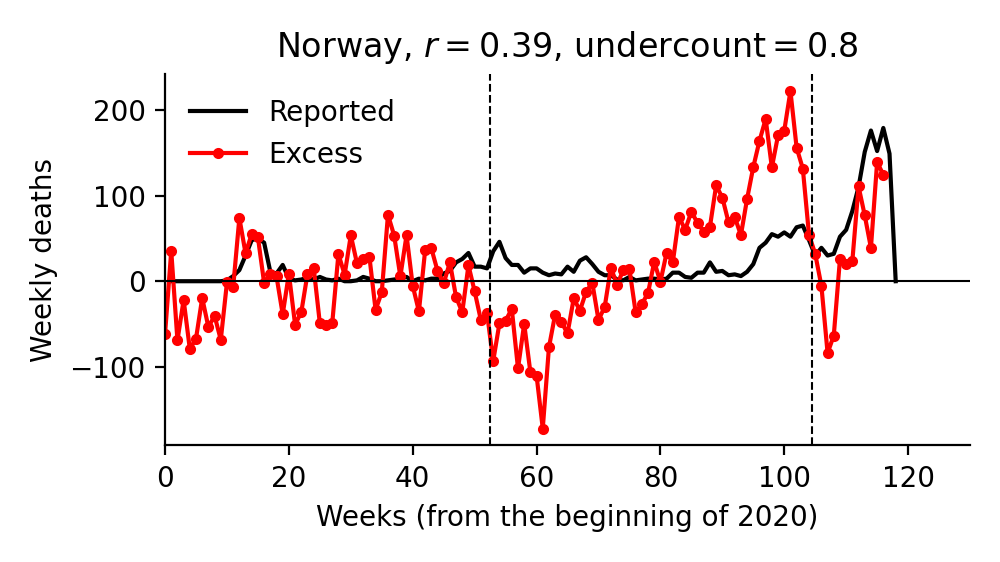 Norway, r = 0.39, undercount = 0.8
Reported
Excess
Weekly deaths
200
100
0
−100
0 20 40 60 80 100 120
Weeks (from the beginning of 2020)